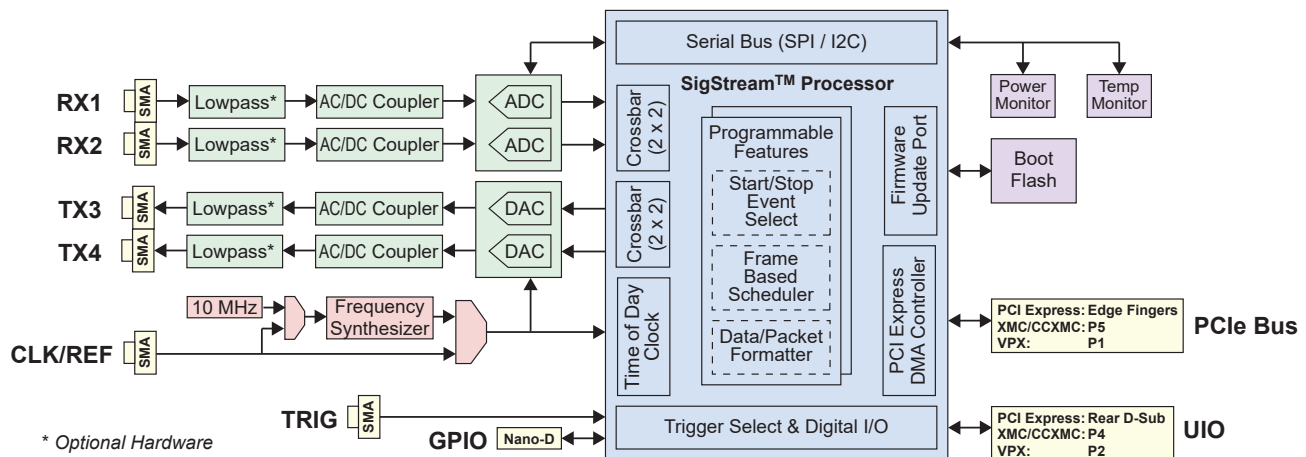 Serial Bus (SPI / I2C)
SigStream™ Processor
RX1
SMA
Lowpass*
AC/DC Coupler
ADC
RX2
SMA
Lowpass*
AC/DC Coupler
ADC
Crossbar
(2 x 2)
TX3
SMA
Lowpass*
AC/DC Coupler
DAC
TX4
SMA
Lowpass*
AC/DC Coupler
DAC
Crossbar
(2 x 2)
10 MHz
Frequency
Synthesizer
CLK/REF
SMA
Time of Day
Clock
Programmable
Features
Start/Stop
Event
Select
Frame
Based
Scheduler
Data/Packet
Formatter
Firmware
Update Port
PCI Express
DMA Controller
Power
Monitor
Temp
Monitor
Boot
Flash
PCI Express: Edge Fingers
XMC/CCXMC: P5
VPX: P1
PCIe Bus
TRIG
SMA
GPIO
Nano-D
Trigger Select & Digital I/O
PCI Express: Rear D-Sub
XMC/CCXMC: P4
VPX: P2
UIO
* Optional Hardware